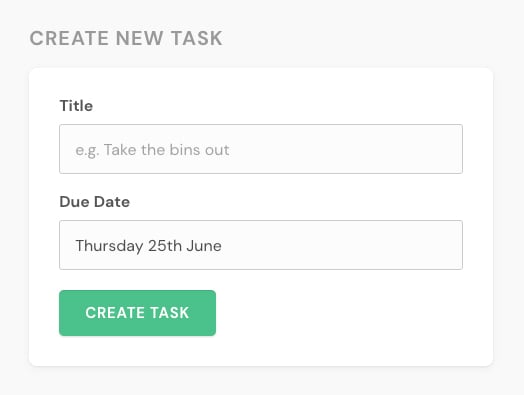 CREATE NEW TASK
Title
e.g. Take the bins out
Due Date
Thursday 25th June
CREATE TASK